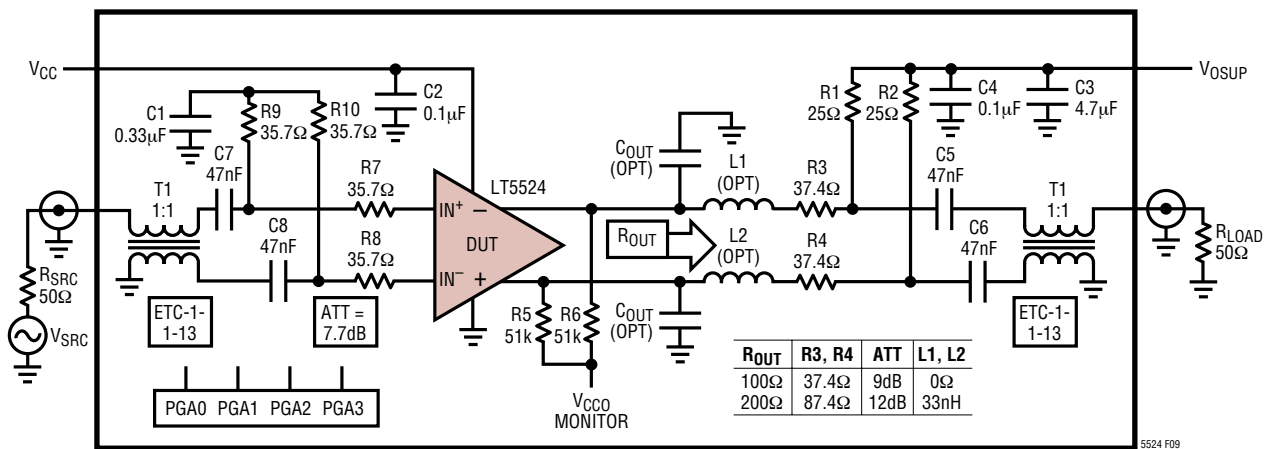 VCC
VOSUP
C1
0.33µF
R9
35.7Ω
R10
35.7Ω
C2
0.1µF
R1
25Ω
R2
25Ω
C4
0.1µF
C3
4.7µF
C7
47nF
R7
35.7Ω
LT5524
COUT
(OPT)
L1
(OPT)
R3
37.4Ω
C5
47nF
T1
1:1
T1
1:1
C8
47nF
IN+
−
DUT
IN−
+
R8
35.7Ω
ROUT
L2
(OPT)
R4
37.4Ω
C6
47nF
RSRC
50Ω
VSRC
RLOAD
50Ω
ETC-1-
1-13
ATT =
7.7dB
R5
51k
R6
51k
COUT
(OPT)
ETC-1-
1-13
ROUT R3, R4 ATT L1, L2
100Ω 37.4Ω 9dB 0Ω
200Ω 87.4Ω 12dB 33nH
PGA0 PGA1 PGA2 PGA3
VCCO
MONITOR
5524 F09